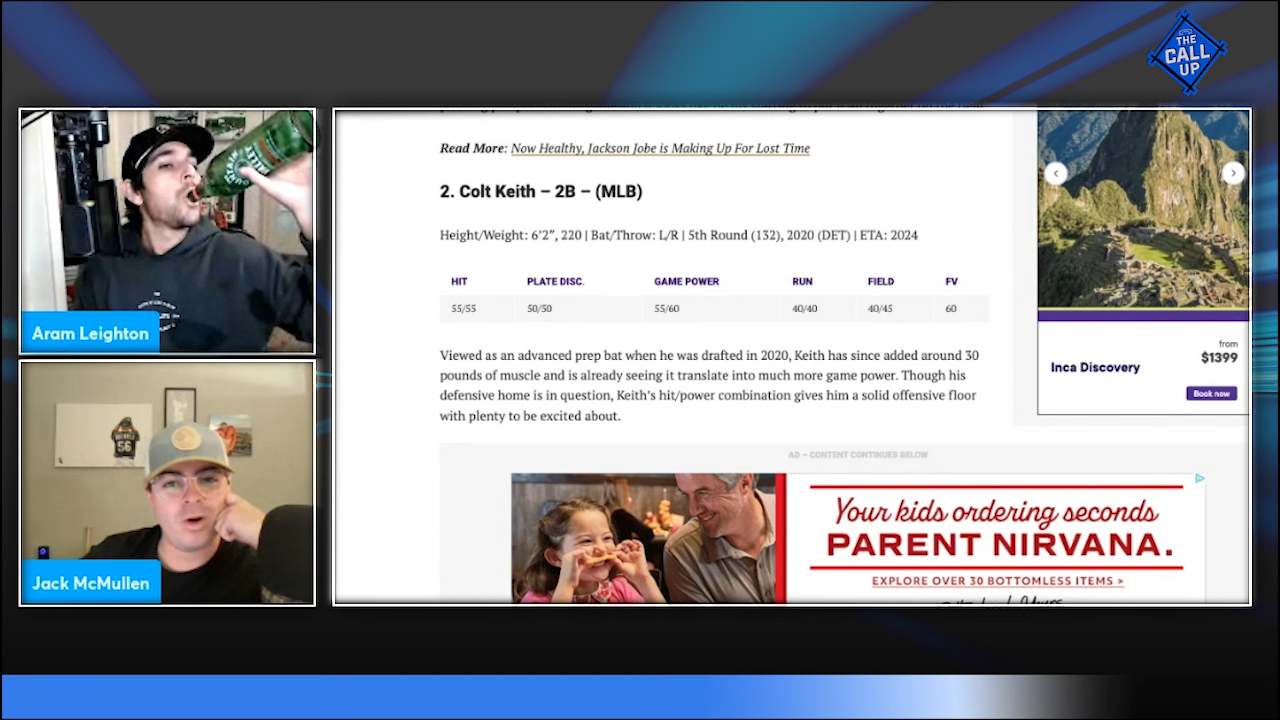 THE
CALL
UP
MOUNTAIN
VALLEY
Aram Leighton
56
Jack McMullen
Read More: Now Healthy, Jackson Jobe is Making Up For Lost Time
2. Colt Keith – 2B – (MLB)
Height/Weight: 6'2", 220 | Bat/Throw: L/R | 5th Round (132), 2020 (DET) | ETA: 2024
HIT PLATE DISC. GAME POWER RUN FIELD FV
55/55 50/50 55/60 40/40 40/45 60
Viewed as an advanced prep bat when he was drafted in 2020, Keith has since added around 30
pounds of muscle and is already seeing it translate into much more game power. Though his
defensive home is in question, Keith's hit/power combination gives him a solid offensive floor
with plenty to be excited about.
from
$1399
Inca Discovery
Book now
AD – CONTENT CONTINUES BELOW
Your kids ordering seconds
PARENT NIRVANA.
EXPLORE OVER 30 BOTTOMLESS ITEMS >